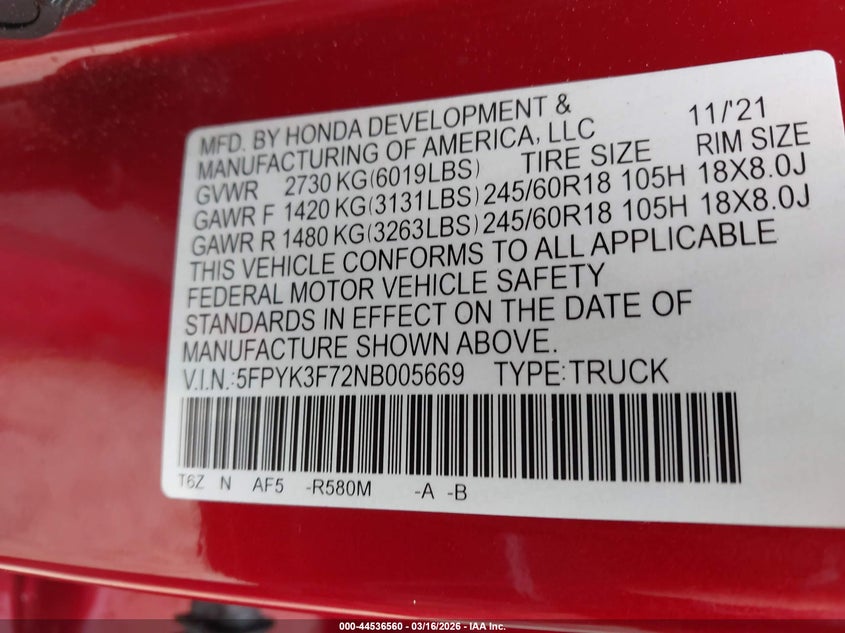 MFD. BY HONDA DEVELOPMENT & 11/'21
MANUFACTURING OF AMERICA, LLC RIM SIZE
GVWR 2730 KG(6019LBS) TIRE SIZE
GAWR F 1420 KG(3131LBS) 245/60R18 105H 18X8.0J
GAWR R 1480 KG(3263LBS) 245/60R18 105H 18X8.0J
THIS VEHICLE CONFORMS TO ALL APPLICABLE
FEDERAL MOTOR VEHICLE SAFETY
STANDARDS IN EFFECT ON THE DATE OF
MANUFACTURE SHOWN ABOVE.
V.I.N.:5FPYK3F72NB005669 TYPE:TRUCK
T6Z N AF5 -R580M -A -B
000-44536560 - 03/16/2026 - IAA Inc.